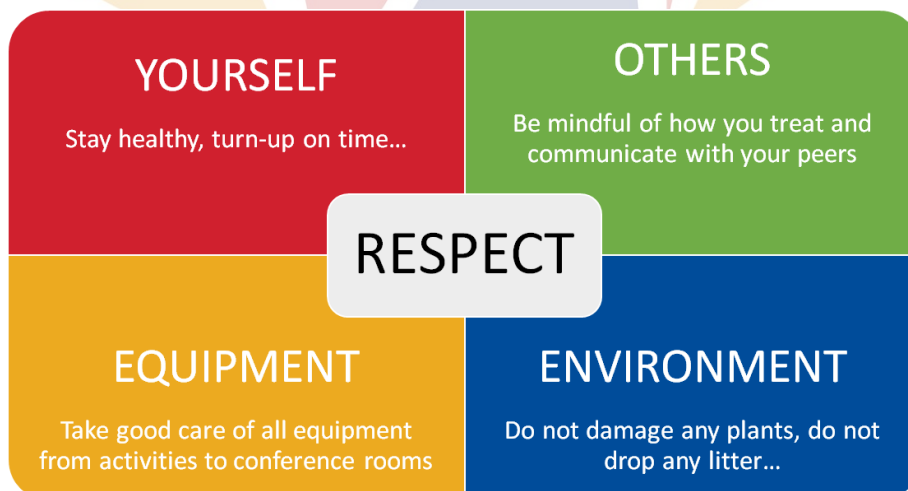 YOURSELF
Stay healthy, turn-up on time…
OTHERS
Be mindful of how you treat and
communicate with your peers
RESPECT
EQUIPMENT
Take good care of all equipment
from activities to conference rooms
ENVIRONMENT
Do not damage any plants, do not
drop any litter…